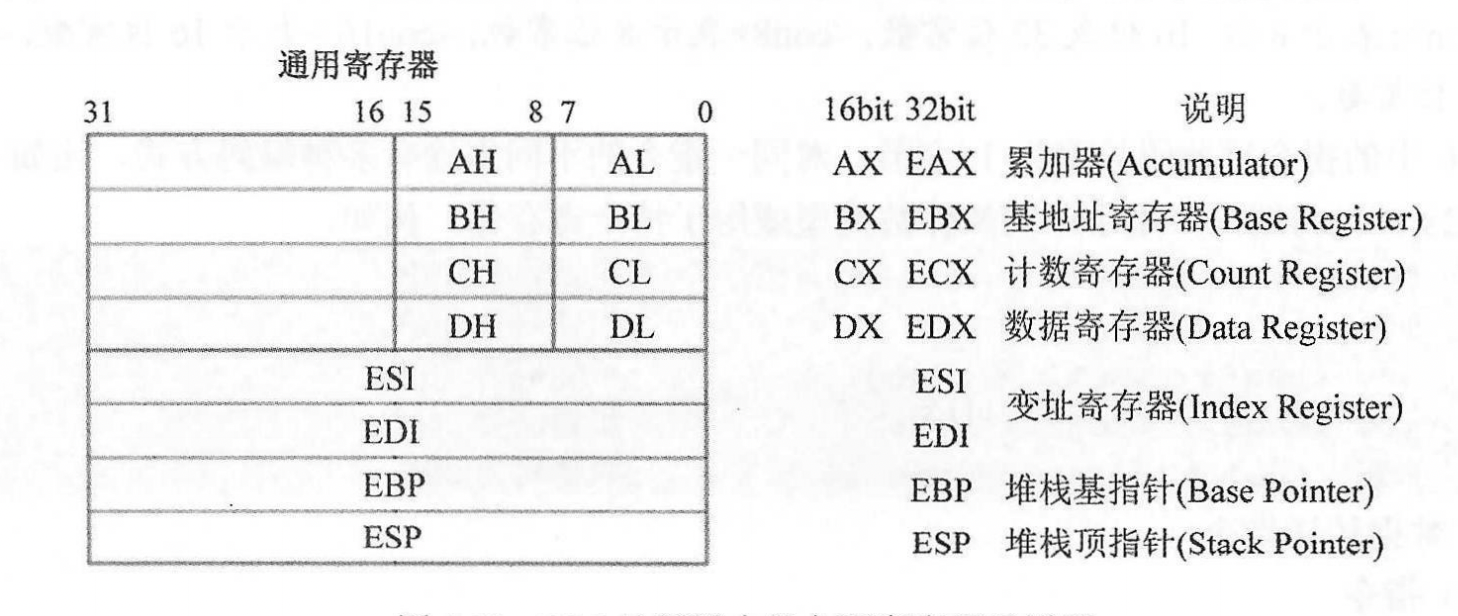 通用寄存器
31 16 15 8 7 0 16bit 32bit 说明
AH AL AX EAX 累加器(Accumulator)
BH BL BX EBX 基地址寄存器(Base Register)
CH CL CX ECX 计数寄存器(Count Register)
DH DL DX EDX 数据寄存器(Data Register)
ESI ESI
变址寄存器(Index Register)
EDI EDI
EBP EBP 堆栈基指针(Base Pointer)
ESP ESP 堆栈顶指针(Stack Pointer)